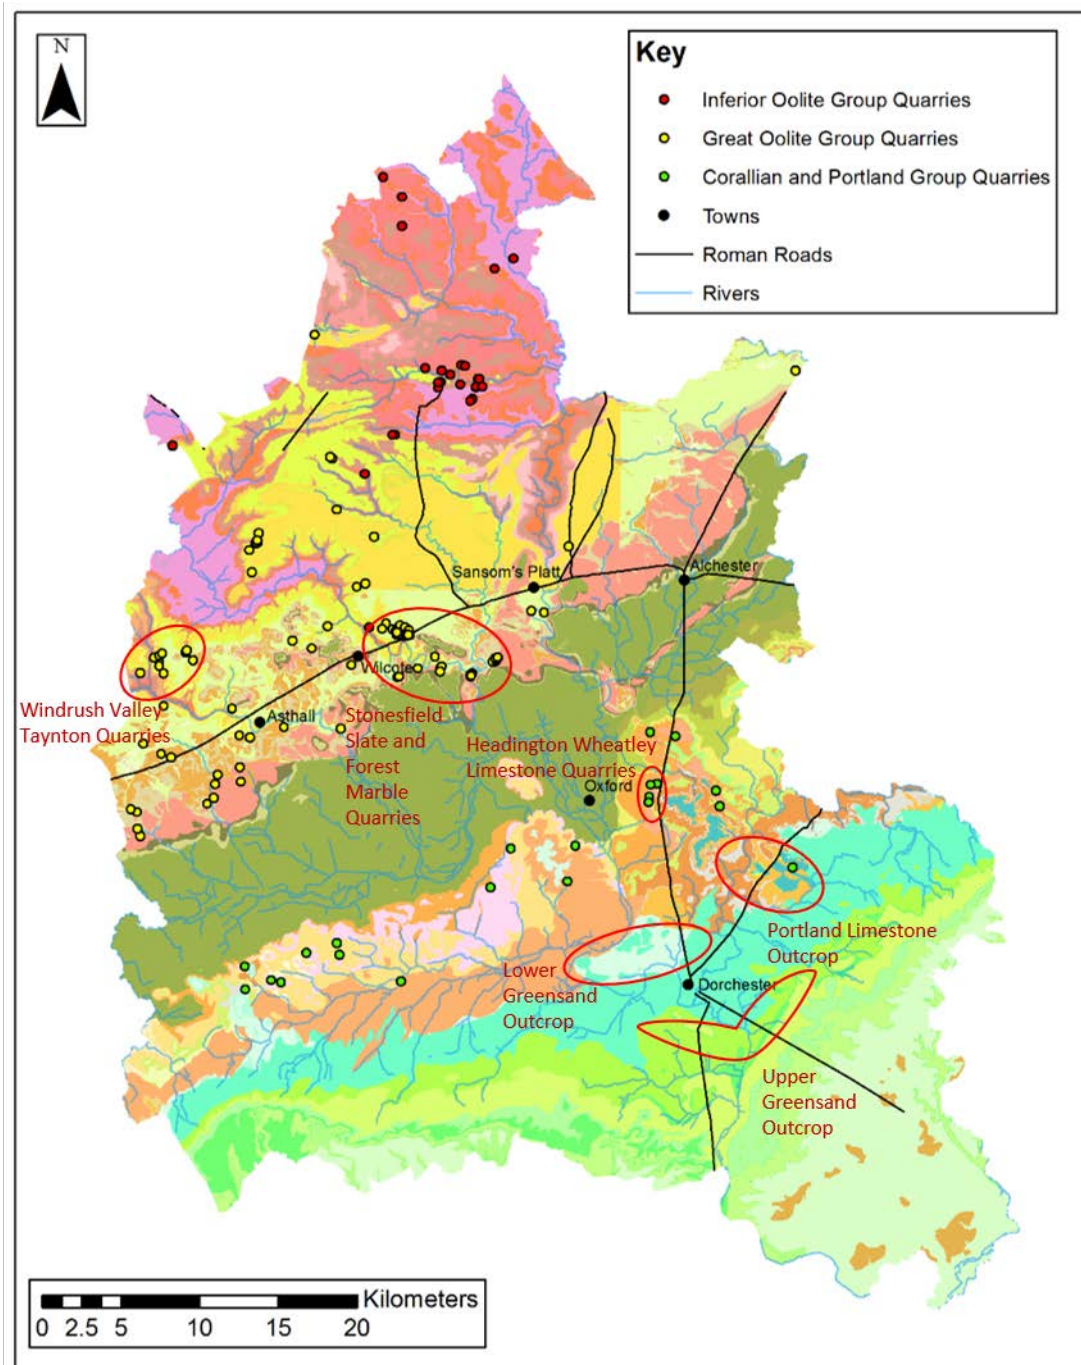 N
Key
Inferior Oolite Group Quarries
Great Oolite Group Quarries
Corallian and Portland Group Quarries
Towns
Roman Roads
Rivers
Sansom's Platt
Alchester
Wilcote
Asthall
Windrush Valley
Taynton Quarries
Stonesfield
Slate and
Forest
Marble
Quarries
Headington Wheatley
Limestone Quarries
Oxford
Portland Limestone
Outcrop
Lower
Greensand
Outcrop
Dorchester
Upper
Greensand
Outcrop
Kilometers
0 2.5 5 10 15 20